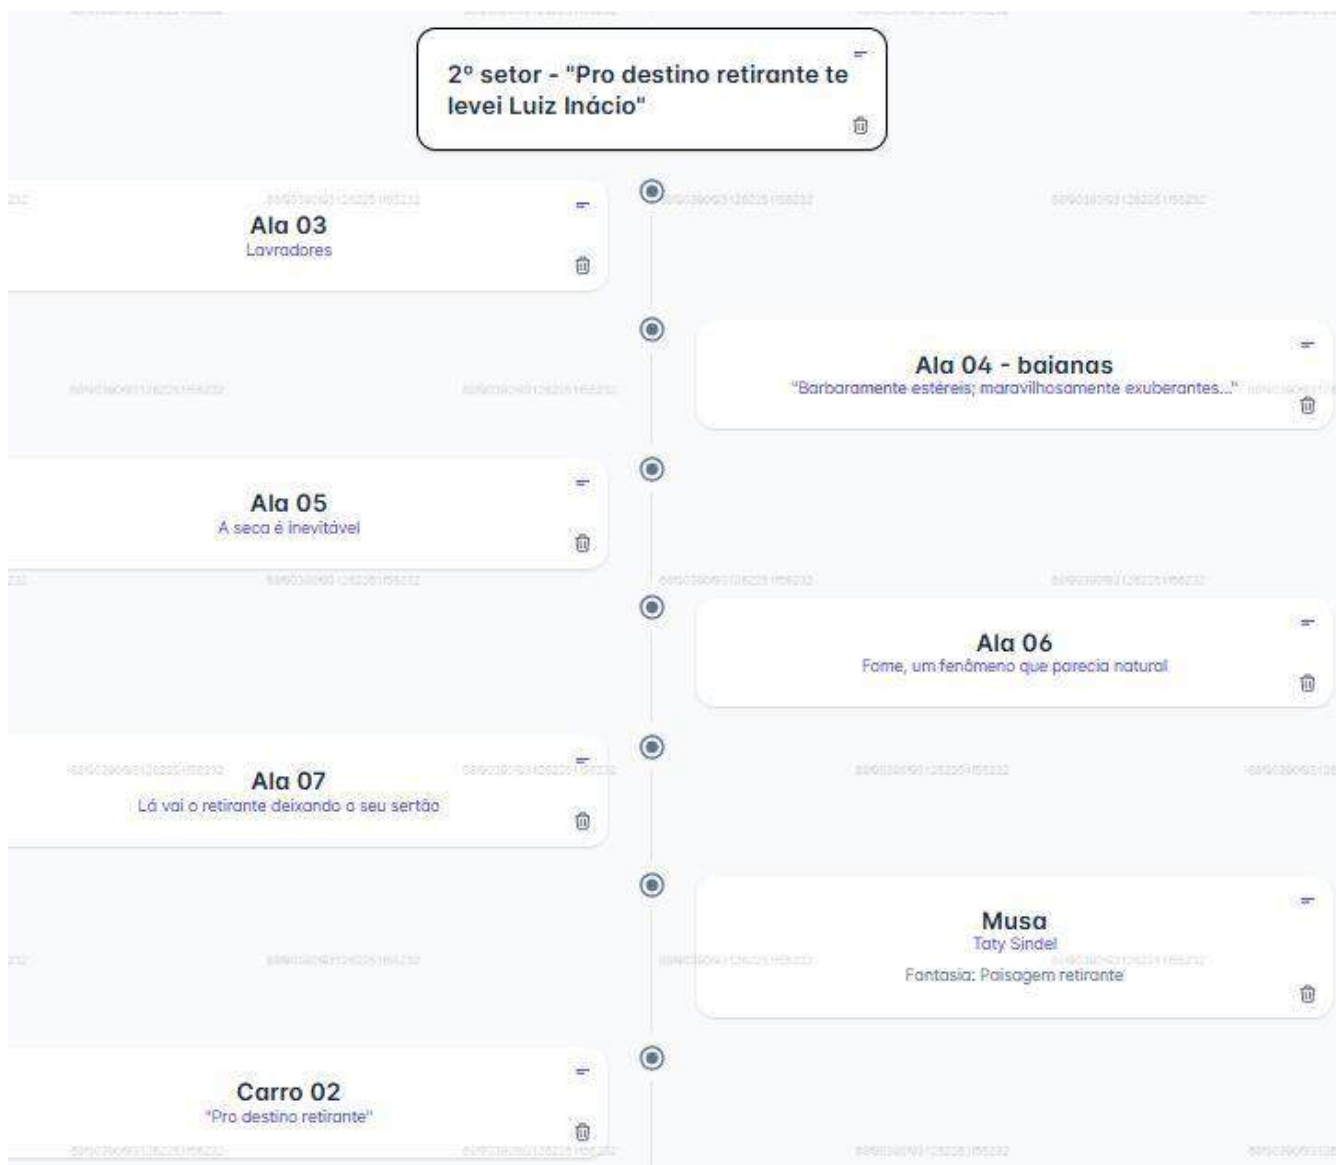 2º setor - "Pro destino retirante te
levei Luiz Inácio"
Ala 03
Lavradores
Ala 04 - baianas
"Barbaramente estéreis; maravilhosamente exuberantes..."
Ala 05
A seca é inevitável
Ala 06
Fome, um fenômeno que parecia natural
Ala 07
Lá vai o retirante deixando o seu sertão
Musa
Taty Sindel
Fantasia: Paisagem retirante
Carro 02
"Pro destino retirante"